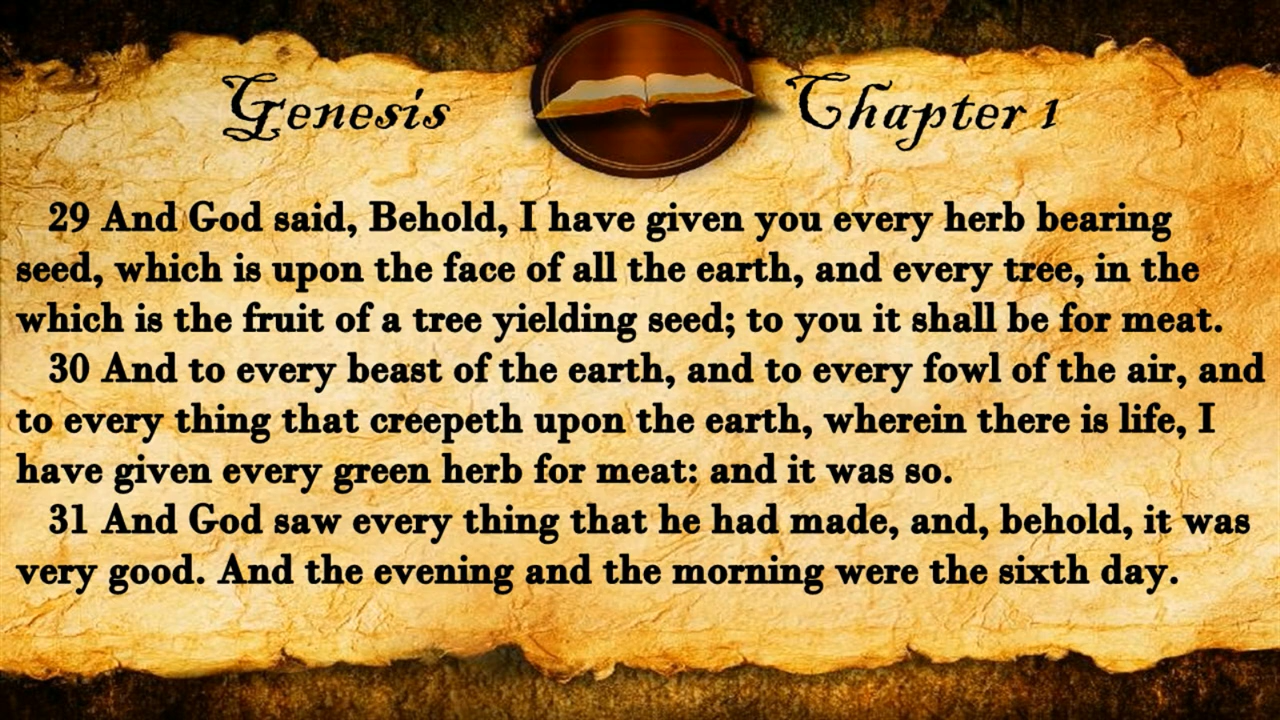 Genesis Chapter 1
29 And God said, Behold, I have given you every herb bearing
seed, which is upon the face of all the earth, and every tree, in the
which is the fruit of a tree yielding seed; to you it shall be for meat.
30 And to every beast of the earth, and to every fowl of the air, and
to every thing that creepeth upon the earth, wherein there is life, I
have given every green herb for meat: and it was so.
31 And God saw every thing that he had made, and, behold, it was
very good. And the evening and the morning were the sixth day.